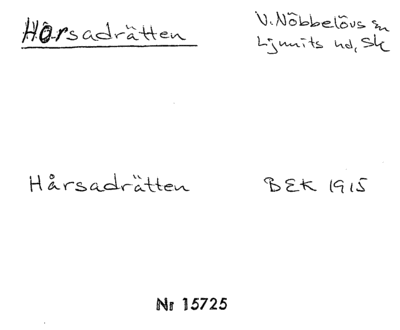 Hårsadrätten
V. Nöbbelövs sn
Ljunits hd, Sk
Hårsadrätten
BEK 1915
Nr 15725